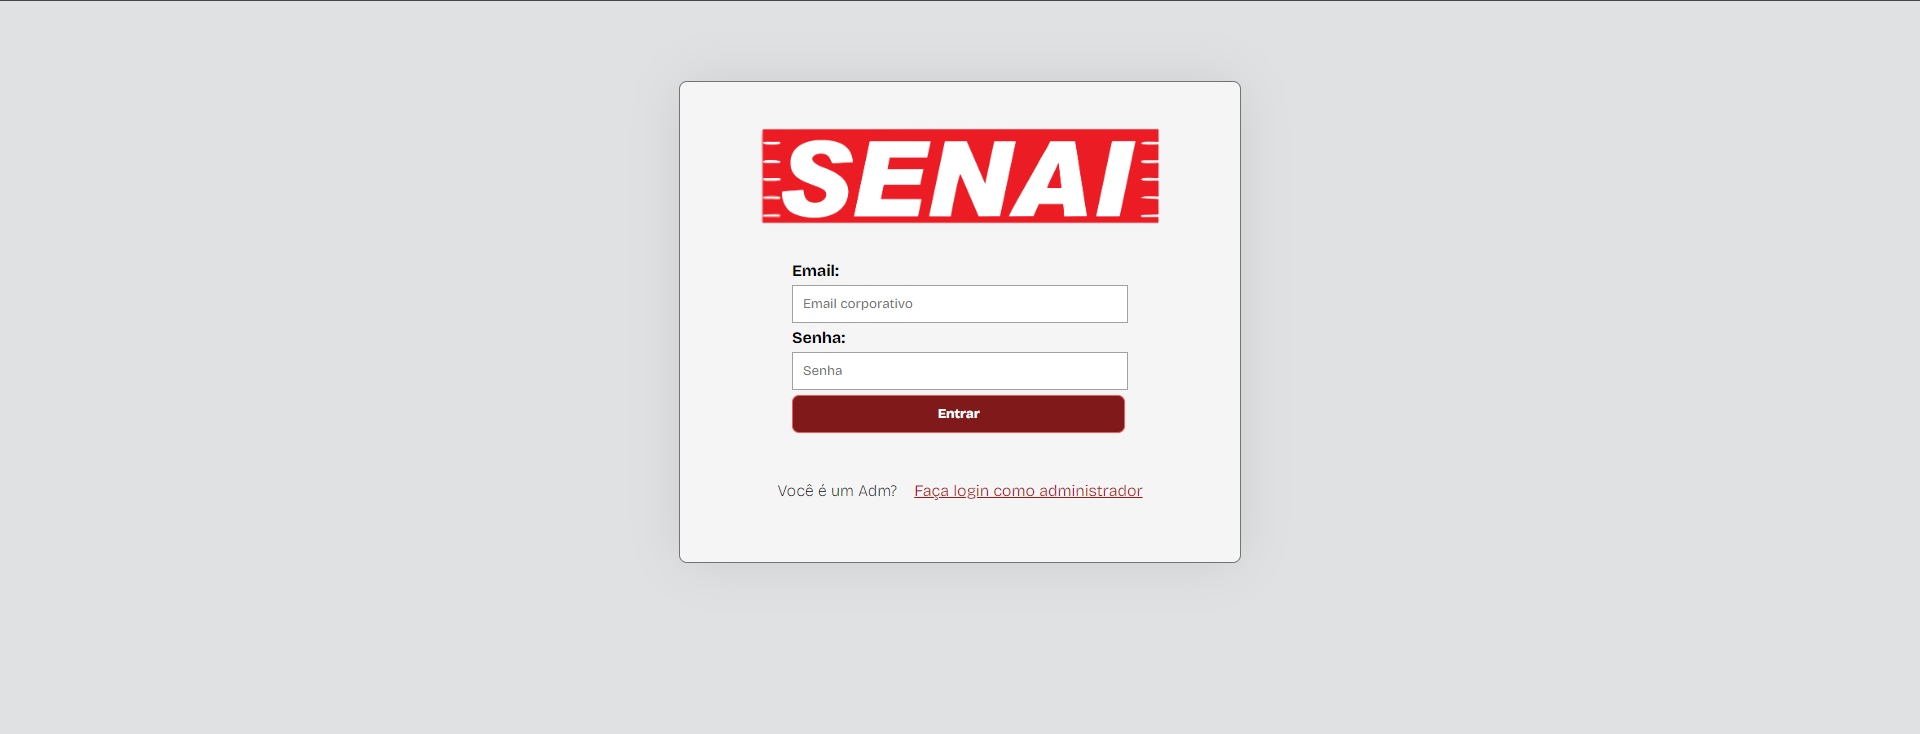 SENAI
Email:
Email corporativo
Senha:
Senha
Entrar
Você é um Adm? Faça login como administrador